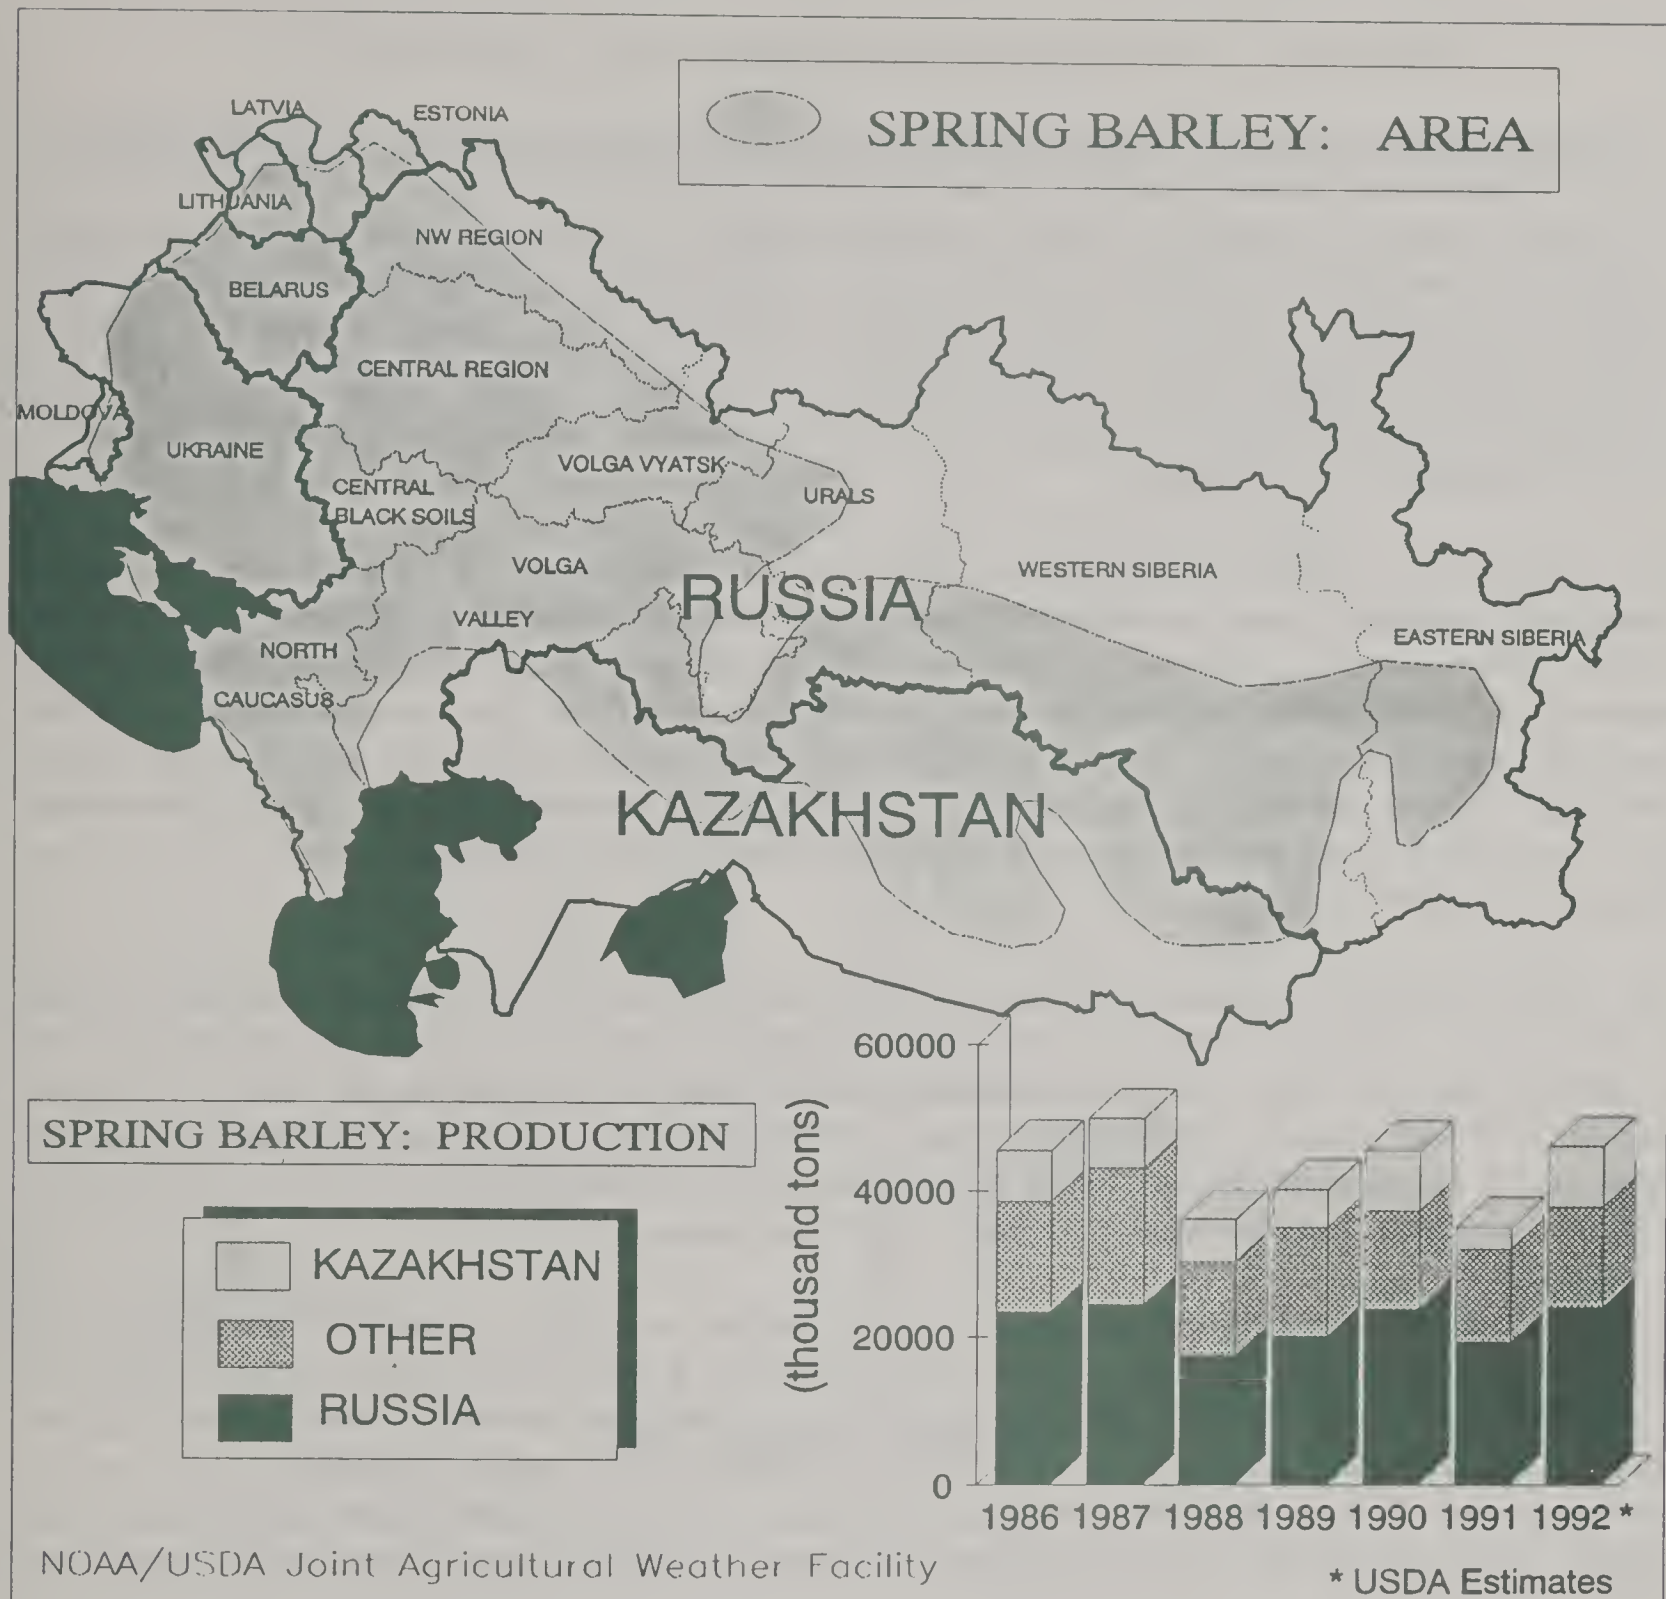 SPRING BARLEY: AREA
LATVIA
ESTONIA
LITHUANIA
NW REGION
BELARUS
CENTRAL REGION
MOLDOVA
UKRAINE
VOLGA VYATSK
CENTRAL
BLACK SOILS
URALS
VOLGA
VALLEY
RUSSIA
WESTERN SIBERIA
EASTERN SIBERIA
NORTH
CAUCASUS
KAZAKHSTAN
SPRING BARLEY: PRODUCTION
KAZAKHSTAN
OTHER
RUSSIA
(thousand tons)
60000
40000
20000
0
1986 1987 1988 1989 1990 1991 1992 *
NOAA/USDA Joint Agricultural Weather Facility
* USDA Estimates